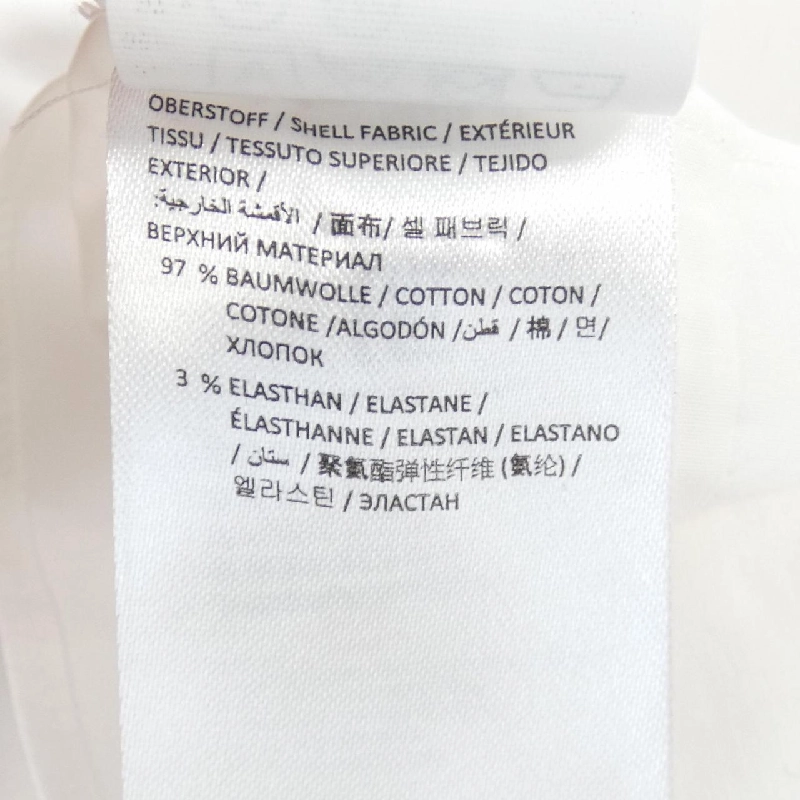 OBERSTOFF / SHELL FABRIC / EXTÉRIEUR
TISSU / TESSUTO SUPERIORE / TEJIDO
EXTERIOR /
الأقمشة الخارجية: / 面布/ 셸 패브릭 /
ВЕРХНИЙ МАТЕРИАЛ
97 % BAUMWOLLE / COTTON / COTON /
COTONE /ALGODÓN /قطن / 棉 / 면/
ХЛОПОК
3 % ELASTHAN / ELASTANE /
ÉLASTHANNE / ELASTAN / ELASTANO
/ ستان / 聚氨酯弹性纤维 (氨纶) /
엘라스틴 / ЭЛАСТАН